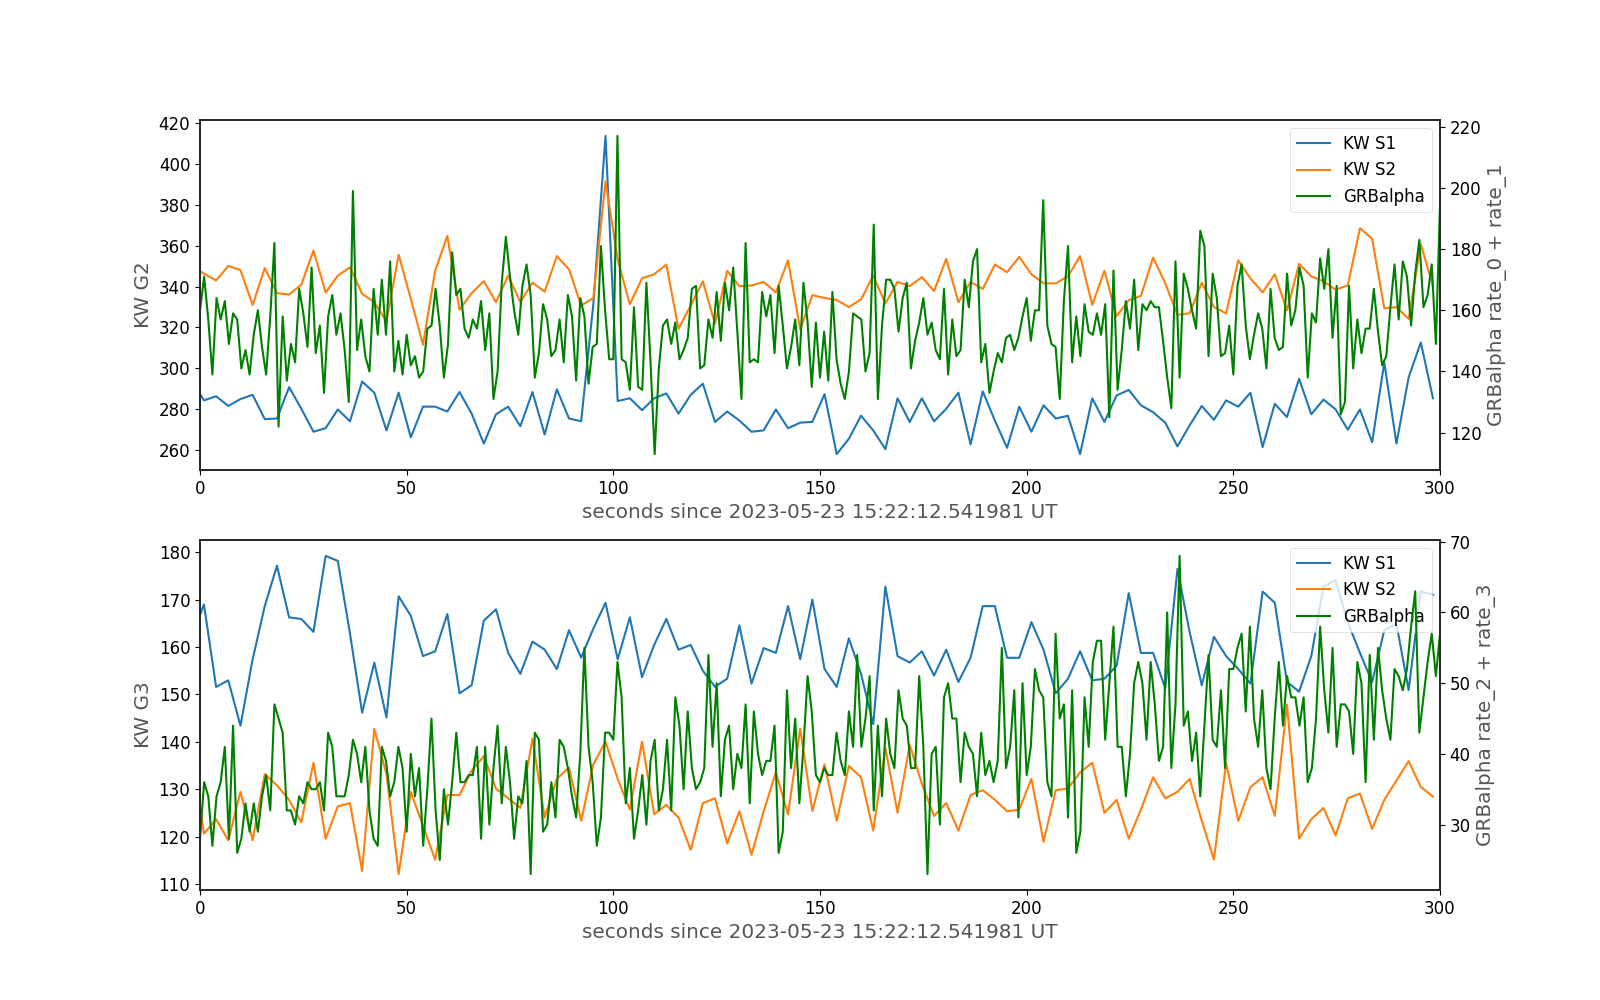 420
400
380
360
340
320
300
280
260
KW G2
220
200
180
160
140
120
GRBalpha rate_0 + rate_1
KW S1
KW S2
GRBalpha
0 50 100 150 200 250 300
seconds since 2023-05-23 15:22:12.541981 UT
180
170
160
150
140
130
120
110
KW G3
70
60
50
40
30
GRBalpha rate_2 + rate_3
KW S1
KW S2
GRBalpha
0 50 100 150 200 250 300
seconds since 2023-05-23 15:22:12.541981 UT